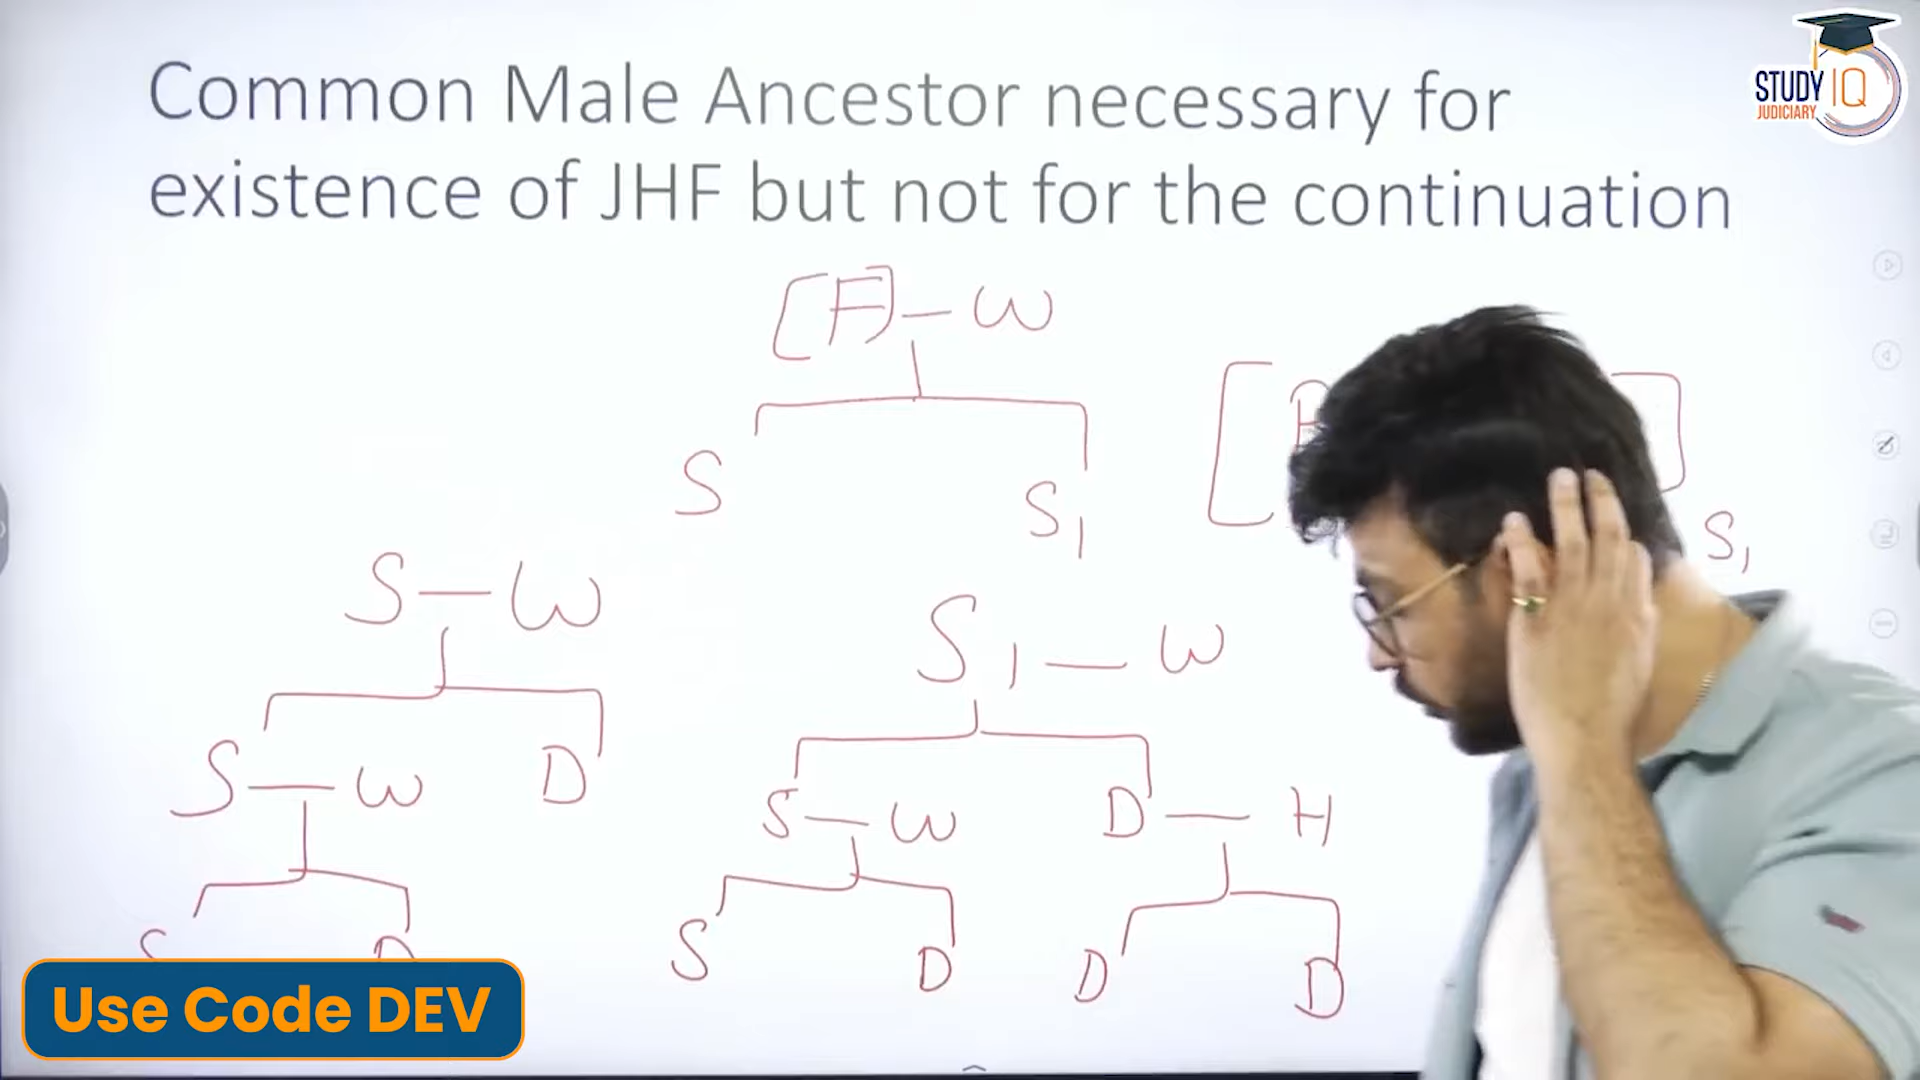 Common Male Ancestor necessary for
existence of JHF but not for the continuation
STUDY IQ
JUDICIARY
[F] — W
S S1
S1
S — W
S1 — W
S — W D
S — W D — H
S D
S D D D
Use Code DEV